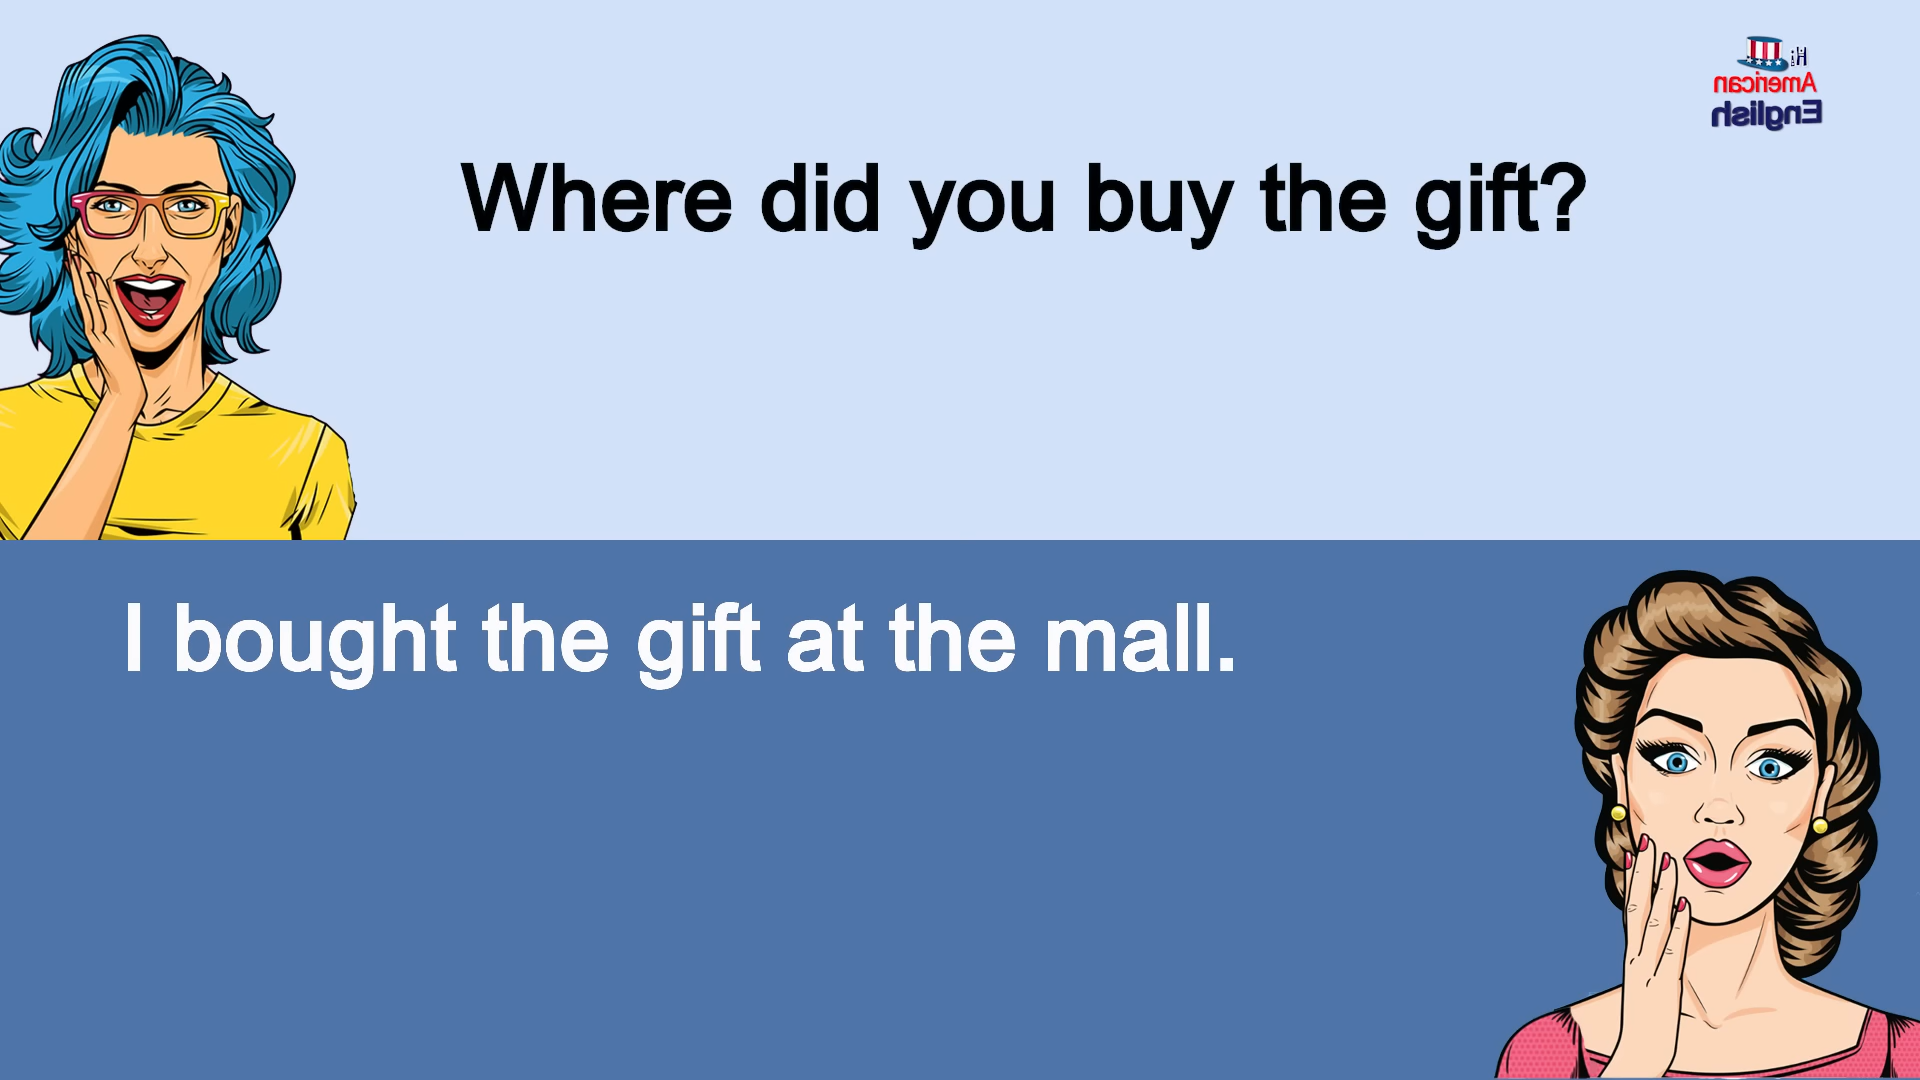 Hi
American
English
Where did you buy the gift?
I bought the gift at the mall.